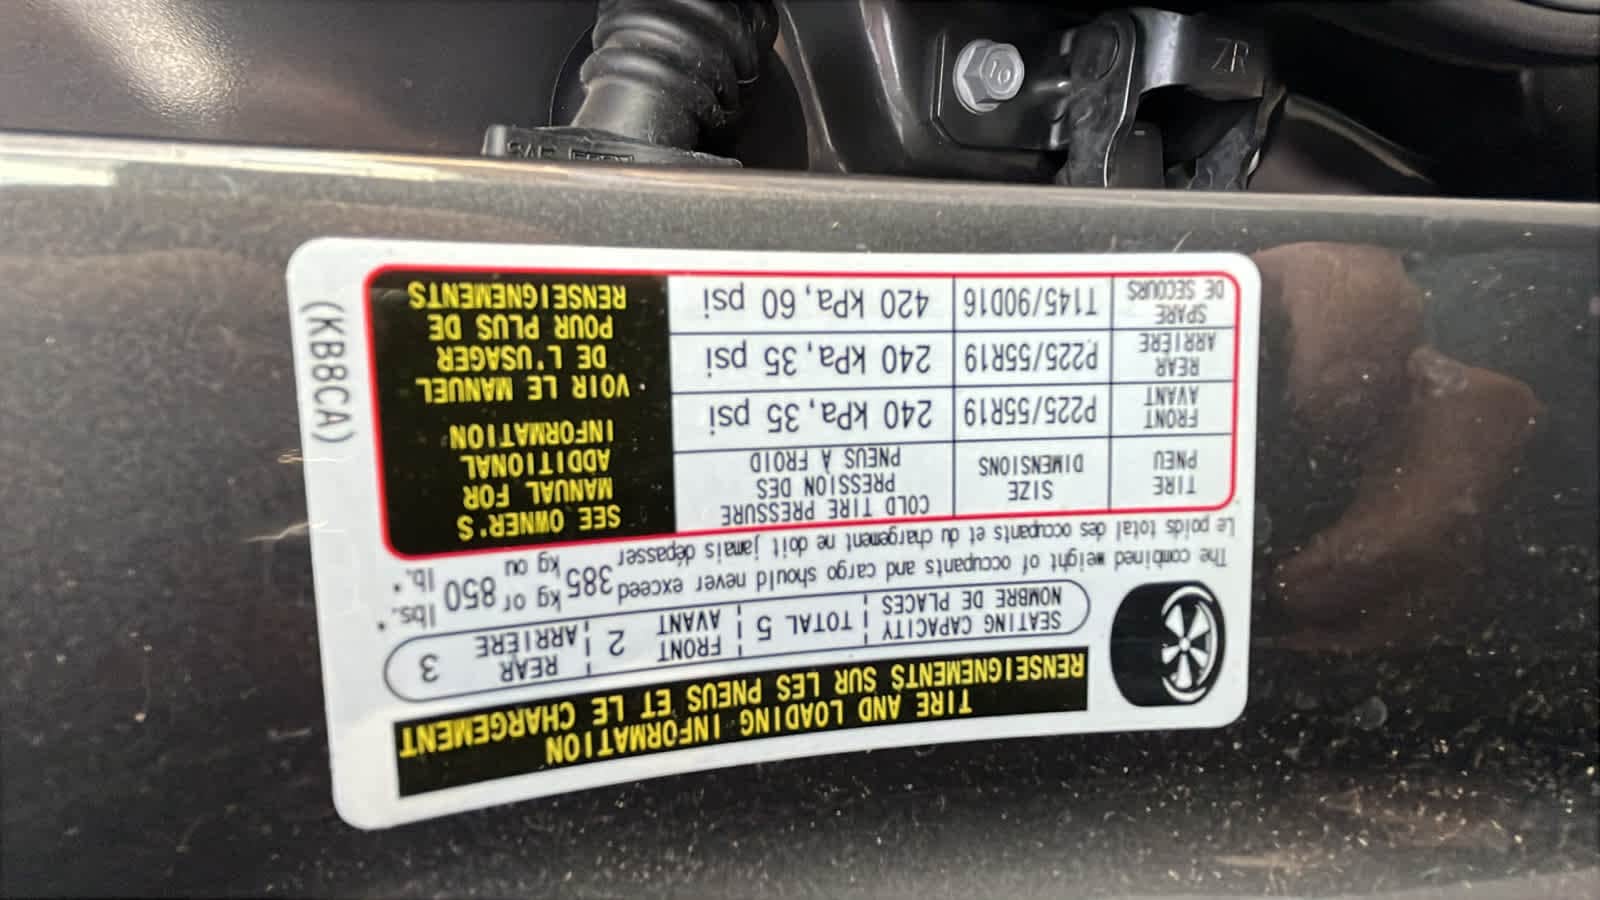 TIRE AND LOADING INFORMATION
RENSEIGNEMENTS SUR LES PNEUS ET LE CHARGEMENT
SEATING CAPACITY
NOMBRE DE PLACES
TOTAL 5
FRONT
AVANT
2
REAR
ARRIÈRE
3
The combined weight of occupants and cargo should never exceed 385 kg or 850 lbs.*
Le poids total des occupants et du chargement ne doit jamais dépasser kg ou lb.*
TIRE
PNEU
SIZE
DIMENSIONS
COLD TIRE PRESSURE
PRESSION DES
PNEUS À FROID
FRONT
AVANT
P225/55R19
240 kPa, 35 psi
REAR
ARRIÈRE
P225/55R19
240 kPa, 35 psi
SPARE
DE SECOURS
T145/90D16
420 kPa, 60 psi
SEE OWNER'S
MANUAL FOR
ADDITIONAL
INFORMATION
VOIR LE MANUEL
DE L'USAGER
POUR PLUS DE
RENSEIGNEMENTS
(KB8CA)
10
ZR